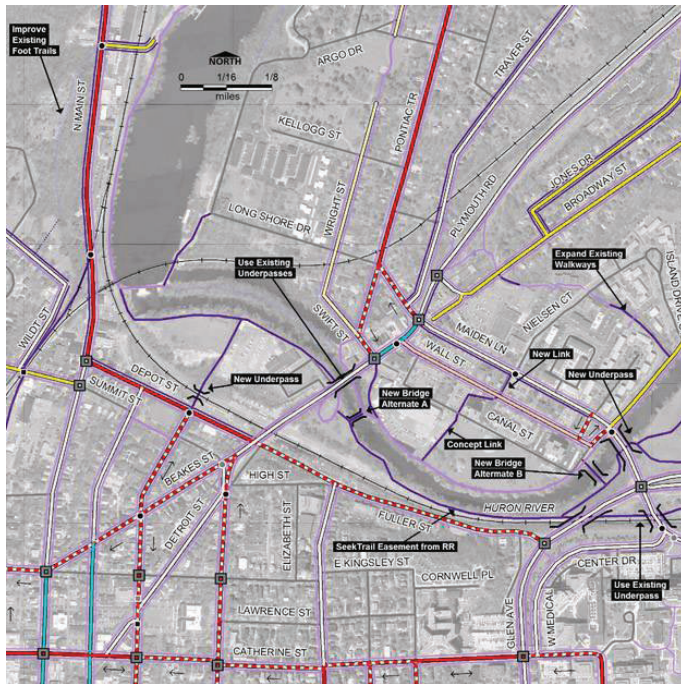 Improve
Existing
Foot Trails
N MAIN ST
NORTH
0 1/16 1/8
miles
ARGO DR
TRAVER ST
PONTIAC TR
KELLOGG ST
PLYMOUTH RD
JONES DR
BROADWAY ST
WRIGHT ST
LONG SHORE DR
Use Existing
Underpasses
Expand Existing
Walkways
ISLAND DRIVE
NIELSEN CT
WILDT ST
SWIFT ST
MAIDEN LN
WALL ST
New Link
SUMMIT ST
DEPOT ST
New Underpass
New Underpass
New Bridge
Alternate A
CANAL ST
Concept Link
BEAKES ST
New Bridge
Alternate B
HIGH ST
DETROIT ST
ELIZABETH ST
HURON RIVER
FULLER ST
SeekTrail Easement from RR
E KINGSLEY ST
CENTER DR
CORNWELL PL
Use Existing
Underpass
LAWRENCE ST
GLEN AVE
W MEDICAL
CATHERINE ST